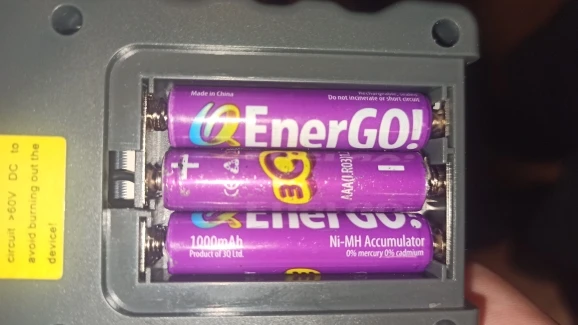 circuit >60V DC to
avoid burning out the
device!
Made in China
Rechargeable,
Do not incinerate or short circuit.
EnerGO!
+
CE
3Q
AAA(LR03)
-
EnerGO!
1000mAh
Product of 3Q Ltd.
Ni-MH Accumulator
0% mercury 0% cadmium
3Q